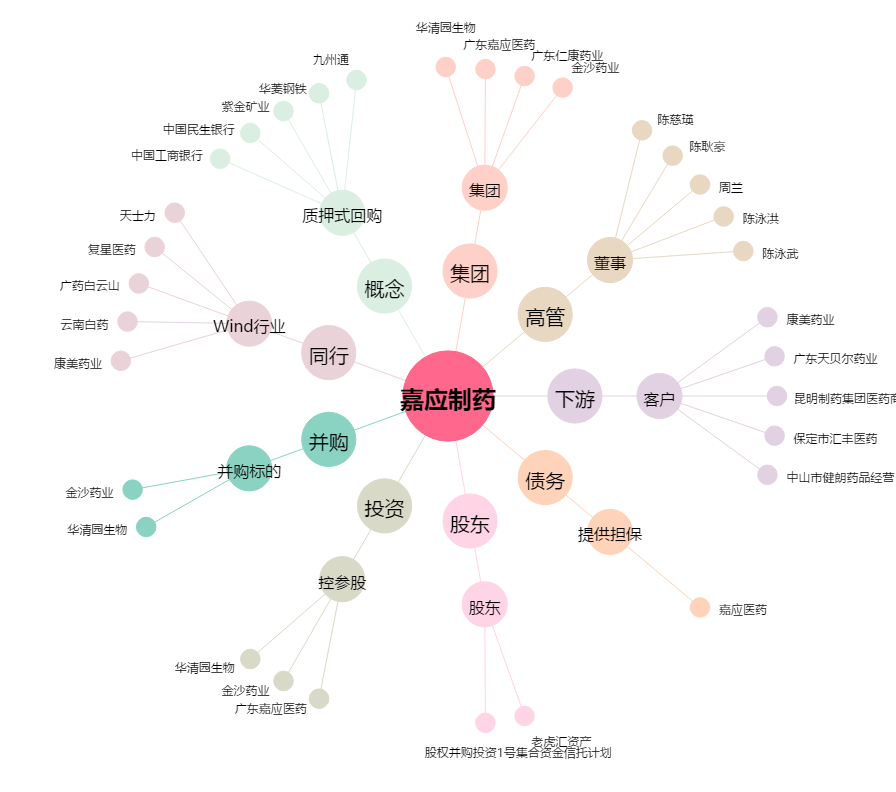 华清园生物
广东嘉应医药
广东仁康药业
金沙药业
九州通
华菱钢铁
紫金矿业
中国民生银行
中国工商银行
陈慈瑛
陈耿豪
周兰
陈泳洪
陈泳武
集团
质押式回购
天士力
复星医药
广药白云山
云南白药
康美药业
董事
集团
概念
高管
Wind行业
同行
康美药业
广东天贝尔药业
昆明制药集团医药商
保定市汇丰医药
中山市健朗药品经营
嘉应制药
下游
客户
并购
并购标的
金沙药业
华清园生物
债务
投资
股东
提供担保
控参股
股东
嘉应医药
华清园生物
金沙药业
广东嘉应医药
老虎汇资产
股权并购投资1号集合资金信托计划